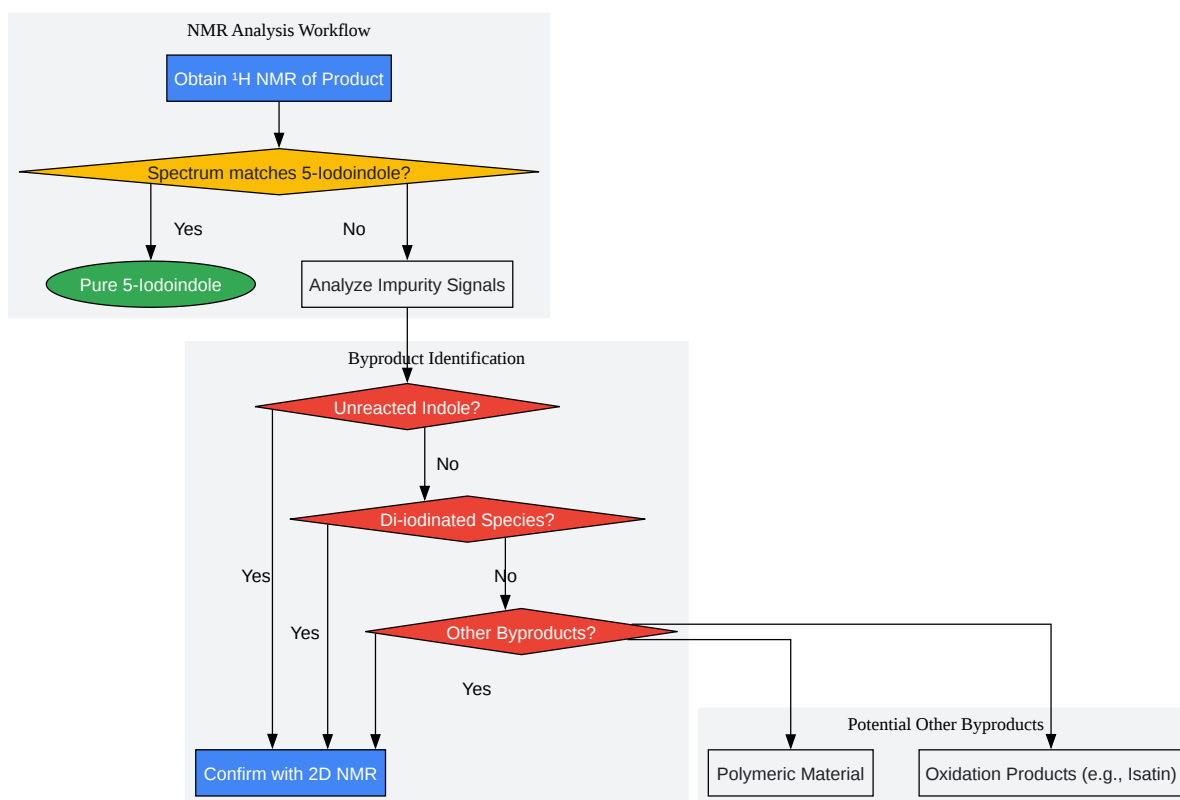 NMR Analysis Workflow
Obtain ¹H NMR of Product
Spectrum matches 5-Iodoindole?
Yes
No
Pure 5-Iodoindole
Analyze Impurity Signals
Byproduct Identification
Unreacted Indole?
No
Di-iodinated Species?
Yes
No
Yes
Other Byproducts?
Yes
Potential Other Byproducts
Confirm with 2D NMR
Polymeric Material
Oxidation Products (e.g., Isatin)